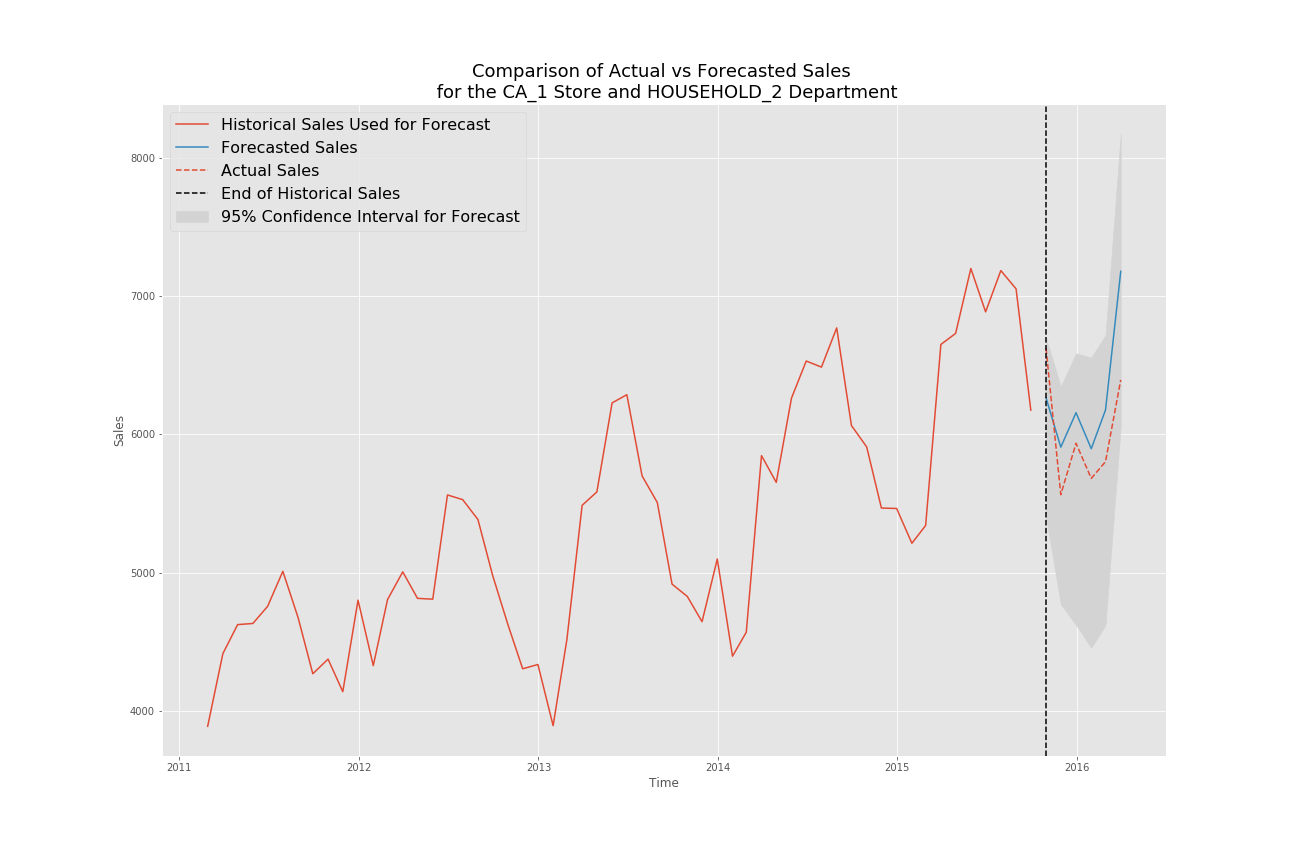 Comparison of Actual vs Forecasted Sales
for the CA_1 Store and HOUSEHOLD_2 Department
Historical Sales Used for Forecast
Forecasted Sales
Actual Sales
End of Historical Sales
95% Confidence Interval for Forecast
8000
7000
6000
5000
4000
Sales
2011 2012 2013 2014 2015 2016
Time